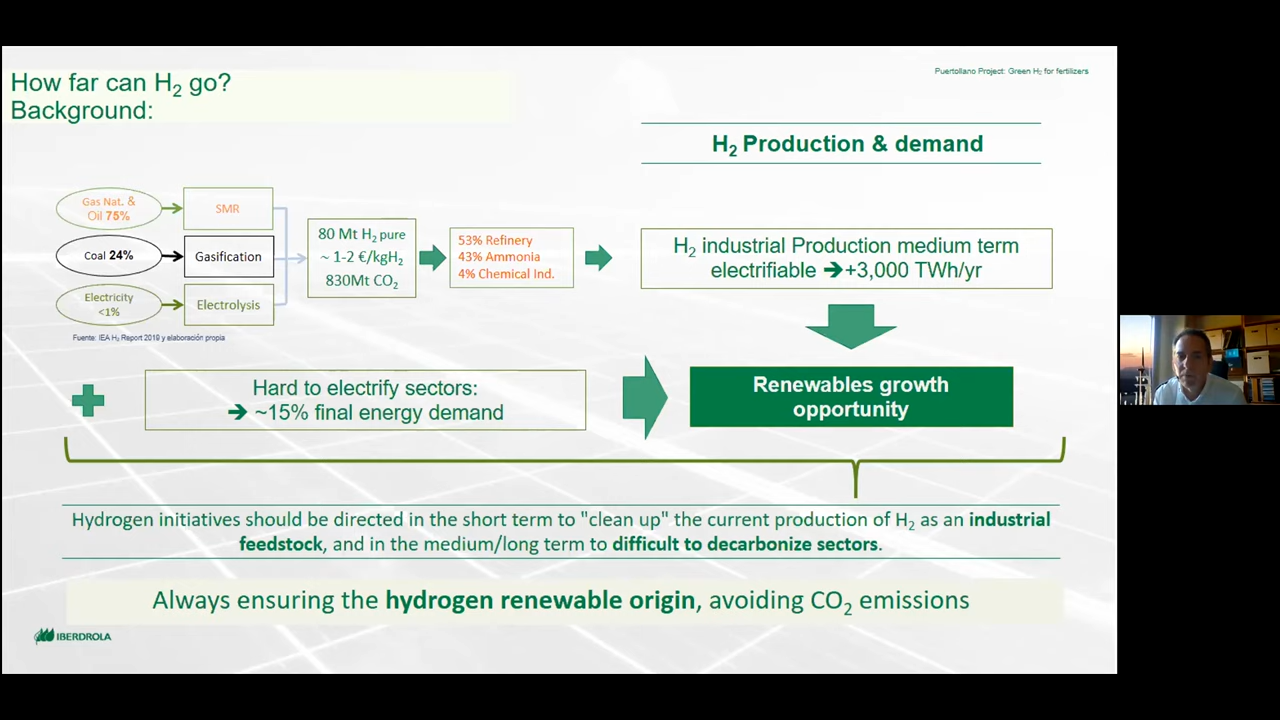 How far can H₂ go?
Background:
Puertollano Project: Green H₂ for fertilizers
H₂ Production & demand
Gas Nat. &
Oil 75%
SMR
Coal 24%
Gasification
Electricity
<1%
Electrolysis
Fuente: IEA H₂ Report 2019 y elaboración propia
80 Mt H₂ pure
~ 1-2 €/kgH₂
830Mt CO₂
53% Refinery
43% Ammonia
4% Chemical Ind.
H₂ industrial Production medium term
electrifiable ➔+3,000 TWh/yr
Hard to electrify sectors:
➔ ~15% final energy demand
Renewables growth
opportunity
Hydrogen initiatives should be directed in the short term to "clean up" the current production of H₂ as an industrial
feedstock, and in the medium/long term to difficult to decarbonize sectors.
Always ensuring the hydrogen renewable origin, avoiding CO₂ emissions
IBERDROLA